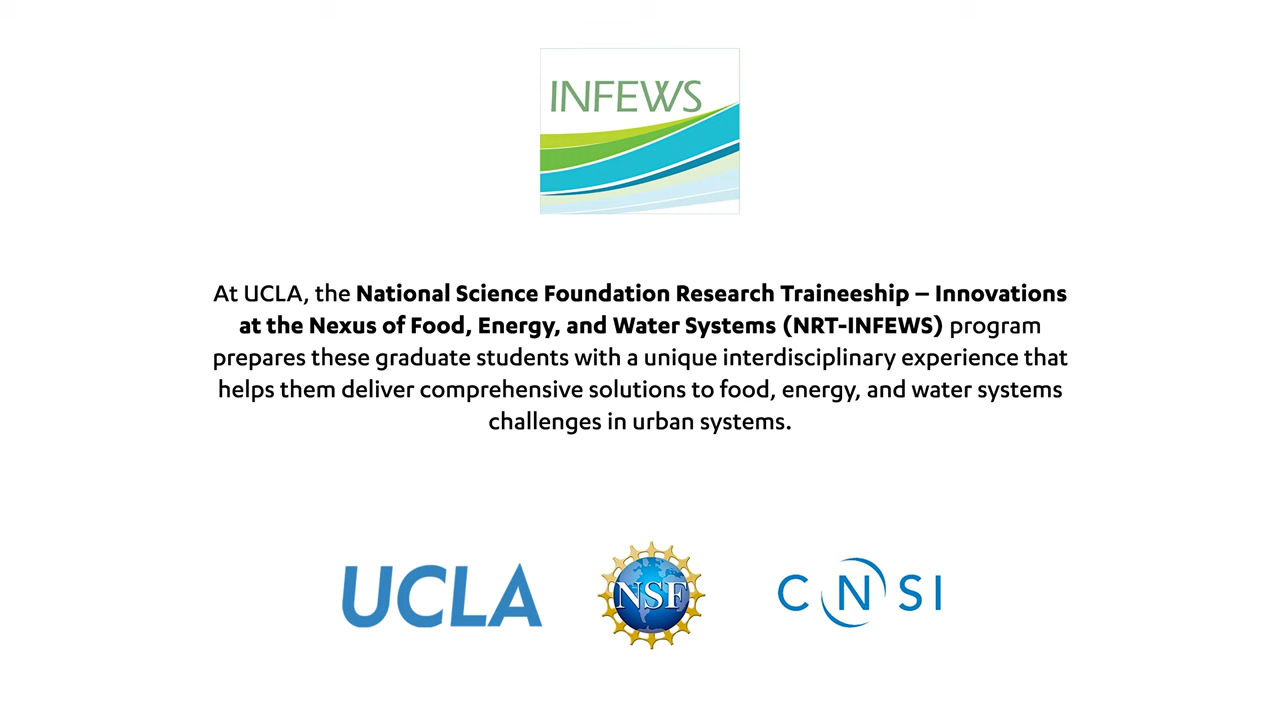 INFEWS
At UCLA, the National Science Foundation Research Traineeship – Innovations
at the Nexus of Food, Energy, and Water Systems (NRT-INFEWS) program
prepares these graduate students with a unique interdisciplinary experience that
helps them deliver comprehensive solutions to food, energy, and water systems
challenges in urban systems.
UCLA NSF CNSI